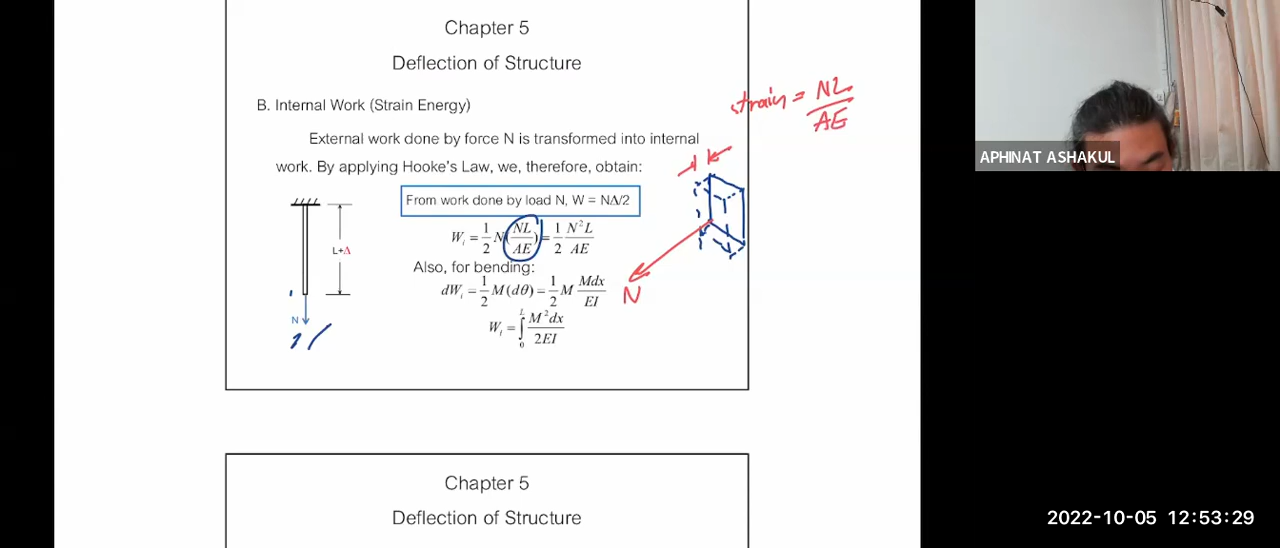 Chapter 5
Deflection of Structure
B. Internal Work (Strain Energy)
External work done by force N is transformed into internal
work. By applying Hooke's Law, we, therefore, obtain:
From work done by load N, W = NΔ/2
W_i = 1/2 N(NL/AE) = 1/2 N²L/AE
Also, for bending:
dW_i = 1/2 M(dθ) = 1/2 M Mdx/EI
W_i = ∫₀ᴸ M²dx/2EI
L+Δ
N
strain = NL/AE
N
Chapter 5
Deflection of Structure
APHINAT ASHAKUL
2022-10-05 12:53:29